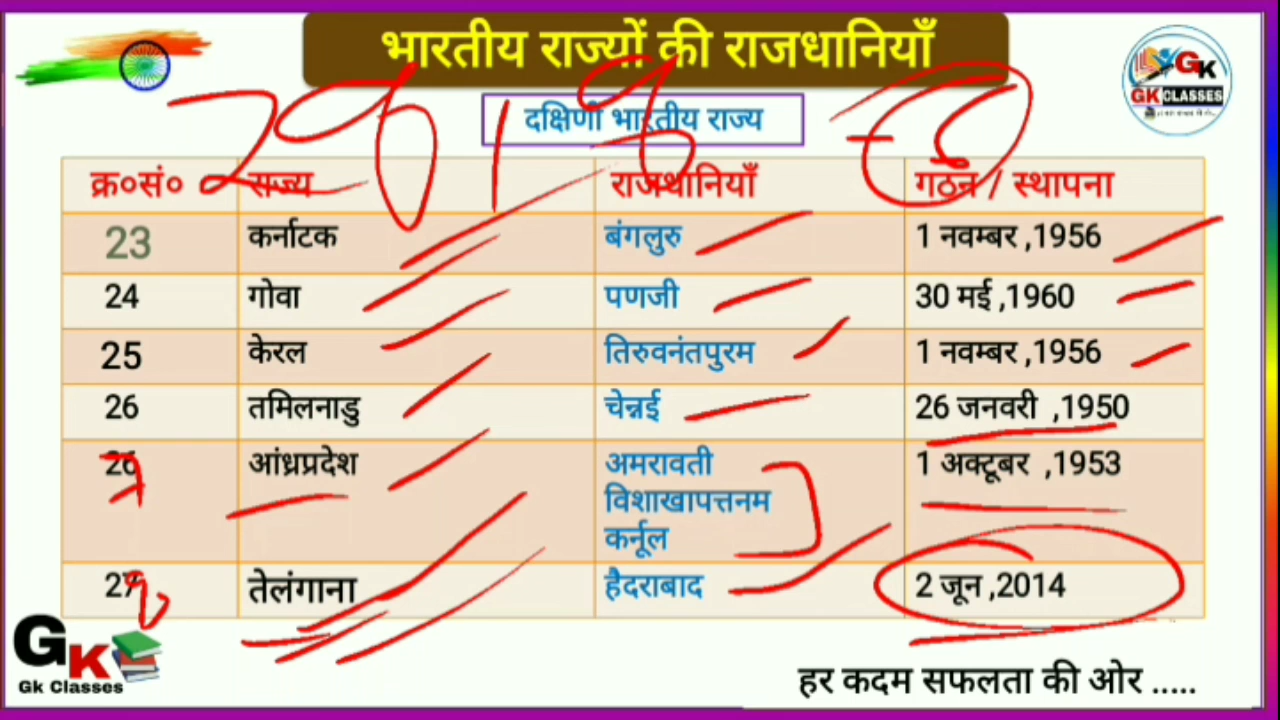 भारतीय राज्यों की राजधानियाँ
GK
GK CLASSES
दक्षिणी भारतीय राज्य
क्र०सं० राज्य राजधानियाँ गठन / स्थापना
23 कर्नाटक बंगलुरु 1 नवम्बर ,1956
24 गोवा पणजी 30 मई ,1960
25 केरल तिरुवनंतपुरम 1 नवम्बर ,1956
26 तमिलनाडु चेन्नई 26 जनवरी ,1950
26 आंध्रप्रदेश अमरावती 1 अक्टूबर ,1953
विशाखापत्तनम
कर्नूल
27 तेलंगाना हैदराबाद 2 जून ,2014
GK
Gk Classes
हर कदम सफलता की ओर .....